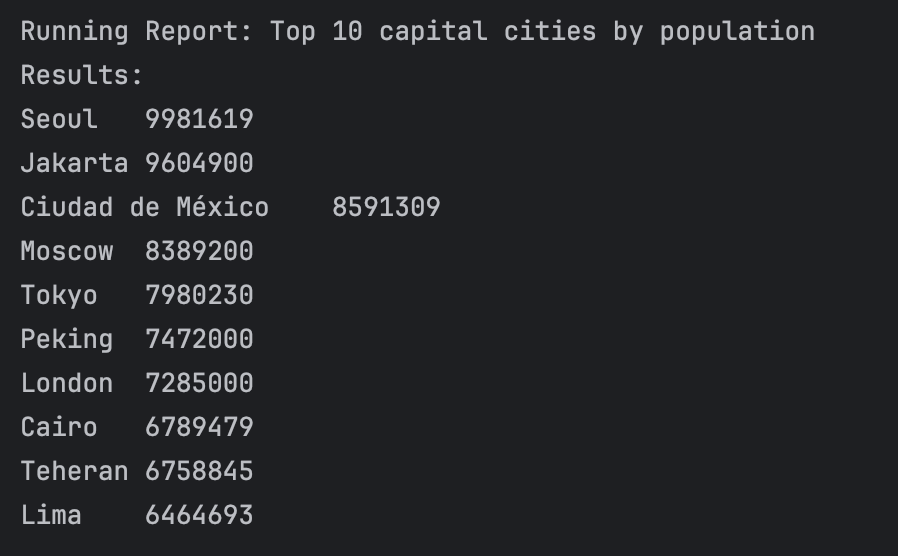 Running Report: Top 10 capital cities by population
Results:
Seoul   9981619
Jakarta 9604900
Ciudad de México    8591309
Moscow  8389200
Tokyo   7980230
Peking  7472000
London  7285000
Cairo   6789479
Teheran 6758845
Lima    6464693